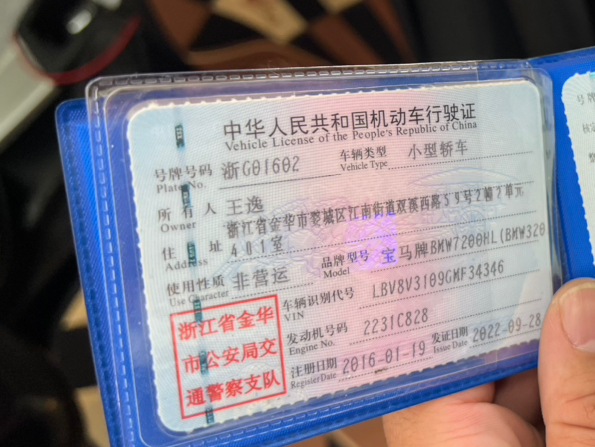 中华人民共和国机动车行驶证
Vehicle License of the People's Republic of China
号牌号码 浙G01602 车辆类型 小型轿车
Plate No. Vehicle Type
所有人 王逸
Owner
浙江省金华市婺城区江南街道双溪西路59号2幢2单元
住址 401室
Address
使用性质 非营运 品牌型号 宝马牌BMW7200HL(BMW320
Use Character Model
车辆识别代号 LBV8V3109GMF34346
VIN
发动机号码 2231C828
Engine No.
注册日期 2016-01-19 发证日期 2022-09-28
Register Date Issue Date
浙江省金华
市公安局交
通警察支队
号牌
核定
整